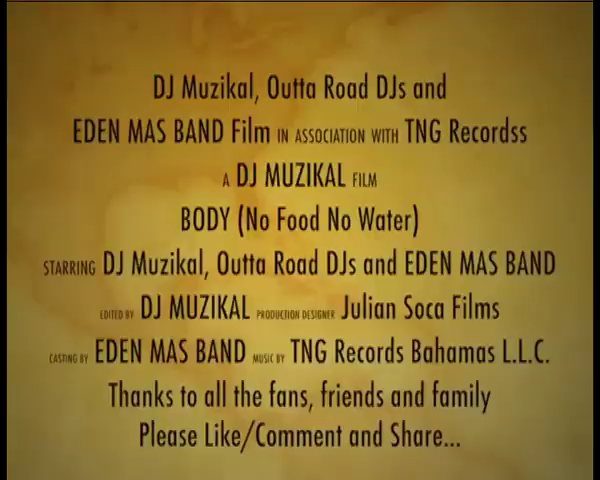 DJ Muzikal, Outta Road DJs and
EDEN MAS BAND Film IN ASSOCIATION WITH TNG Recordss
A DJ MUZIKAL FILM
BODY (No Food No Water)
STARRING DJ Muzikal, Outta Road DJs and EDEN MAS BAND
EDITED BY DJ MUZIKAL PRODUCTION DESIGNER Julian Soca Films
CASTING BY EDEN MAS BAND MUSIC BY TNG Records Bahamas L.L.C.
Thanks to all the fans, friends and family
Please Like/Comment and Share...